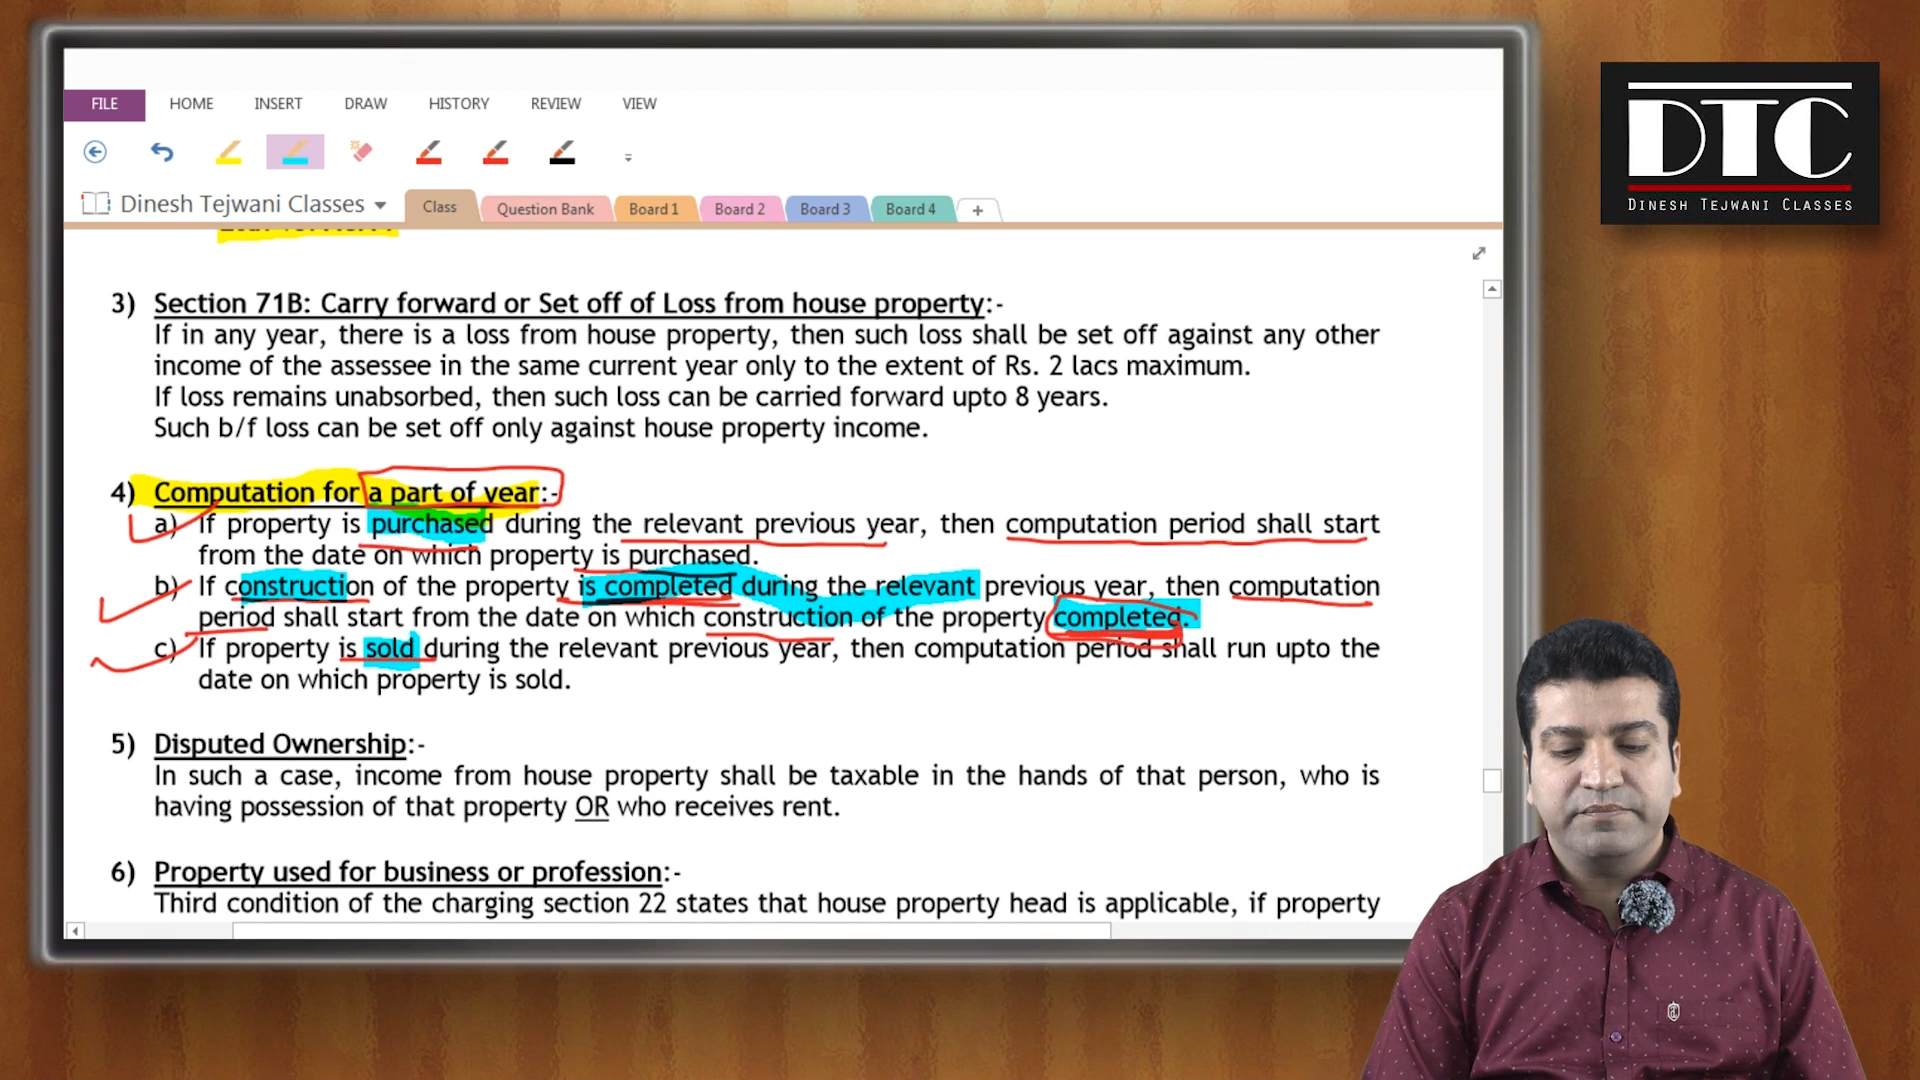 FILE HOME INSERT DRAW HISTORY REVIEW VIEW
Dinesh Tejwani Classes Class Question Bank Board 1 Board 2 Board 3 Board 4 +
3) Section 71B: Carry forward or Set off of Loss from house property:-
If in any year, there is a loss from house property, then such loss shall be set off against any other
income of the assessee in the same current year only to the extent of Rs. 2 lacs maximum.
If loss remains unabsorbed, then such loss can be carried forward upto 8 years.
Such b/f loss can be set off only against house property income.
4) Computation for a part of year:-
a) If property is purchased during the relevant previous year, then computation period shall start
from the date on which property is purchased.
b) If construction of the property is completed during the relevant previous year, then computation
period shall start from the date on which construction of the property completed.
c) If property is sold during the relevant previous year, then computation period shall run upto the
date on which property is sold.
5) Disputed Ownership:-
In such a case, income from house property shall be taxable in the hands of that person, who is
having possession of that property OR who receives rent.
6) Property used for business or profession:-
Third condition of the charging section 22 states that house property head is applicable, if property
DTC
DINESH TEJWANI CLASSES